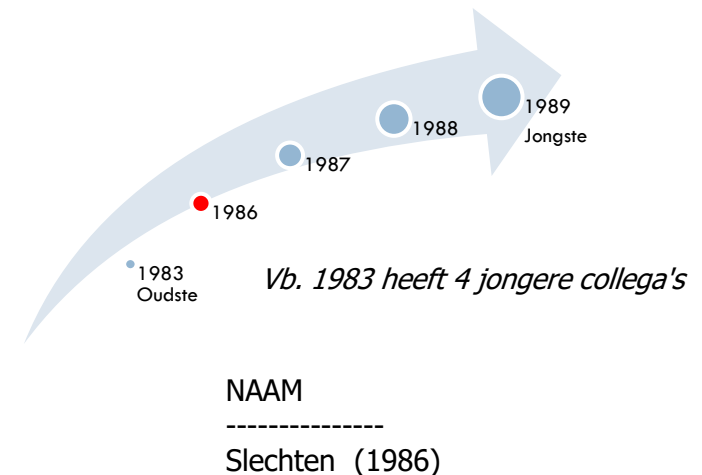 1989
Jongste
1988
1987
1986
1983
Oudste
Vb. 1983 heeft 4 jongere collega's
NAAM
---------------
Slechten (1986)